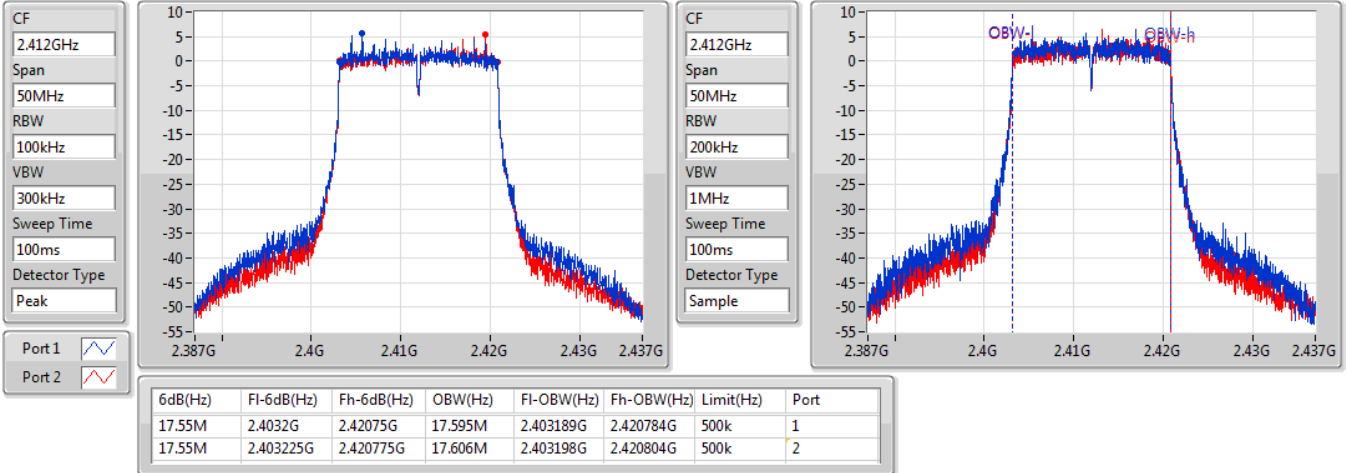 CF
2.412GHz
Span
50MHz
RBW
100kHz
VBW
300kHz
Sweep Time
100ms
Detector Type
Peak
Port 1
Port 2
10
5
0
-5
-10
-15
-20
-25
-30
-35
-40
-45
-50
-55
2.387G 2.4G 2.41G 2.42G 2.43G 2.437G
CF
2.412GHz
Span
50MHz
RBW
200kHz
VBW
1MHz
Sweep Time
100ms
Detector Type
Sample
10
5
0
-5
-10
-15
-20
-25
-30
-35
-40
-45
-50
-55
OBW-l OBW-h
2.387G 2.4G 2.41G 2.42G 2.43G 2.437G
6dB(Hz) Fl-6dB(Hz) Fh-6dB(Hz) OBW(Hz) Fl-OBW(Hz) Fh-OBW(Hz) Limit(Hz) Port
17.55M 2.4032G 2.42075G 17.595M 2.403189G 2.420784G 500k 1
17.55M 2.403225G 2.420775G 17.606M 2.403198G 2.420804G 500k 2